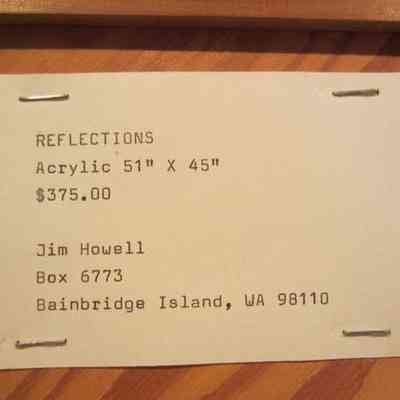 REFLECTIONS
Acrylic 51" X 45"
$375.00
Jim Howell
Box 6773
Bainbridge Island, WA 98110